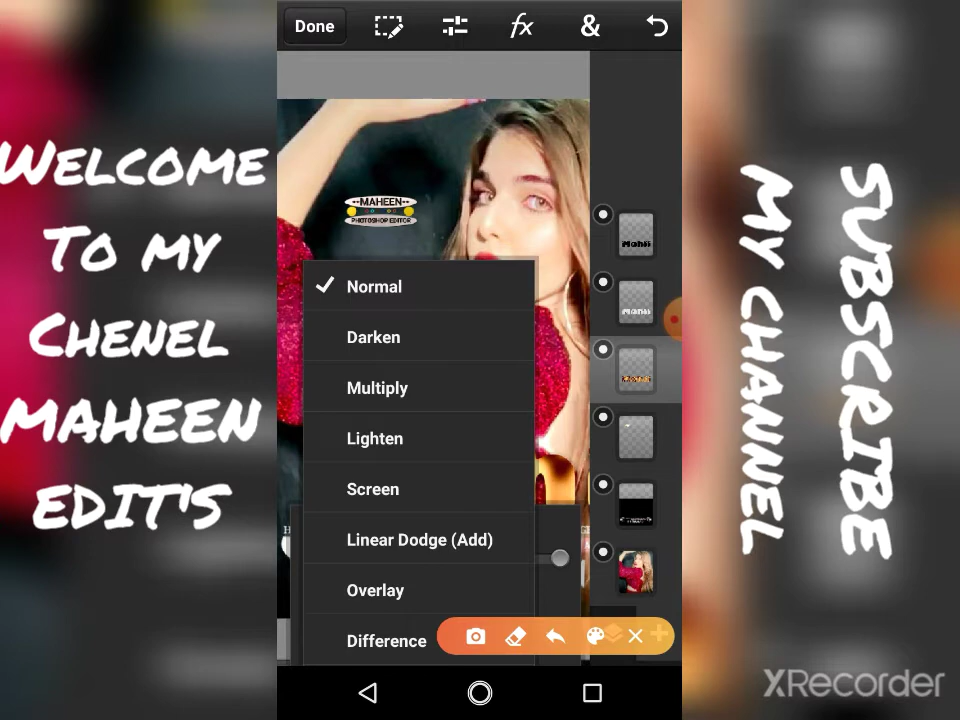 Done
fx
&
WELCOME
TO MY
CHENEL
MAHEEN
EDIT'S
--MAHEEN--
PHOTOSHOP EDITOR
Normal
Darken
Multiply
Lighten
Screen
Linear Dodge (Add)
Overlay
Difference
SUBSCRIBE
MY CHANNEL
XRecorder